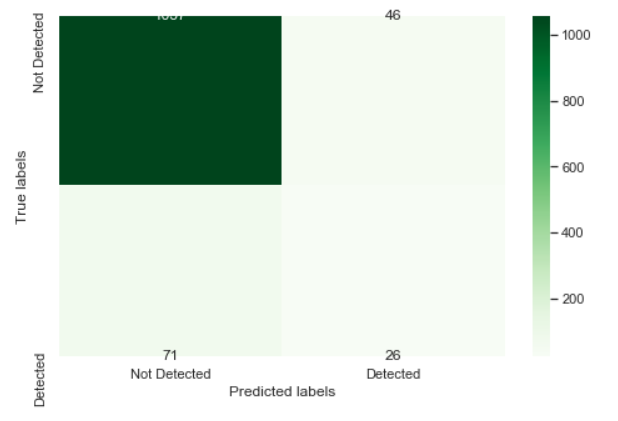 46
1000
Not Detected
800
True labels
600
400
200
71
26
Detected
Not Detected
Detected
Predicted labels